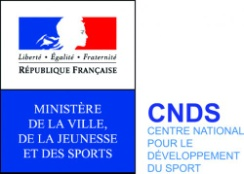 Liberté • Égalité • Fraternité
RÉPUBLIQUE FRANÇAISE
MINISTÈRE
DE LA VILLE,
DE LA JEUNESSE
ET DES SPORTS
CNDS
CENTRE NATIONAL
POUR LE
DÉVELOPPEMENT
DU SPORT